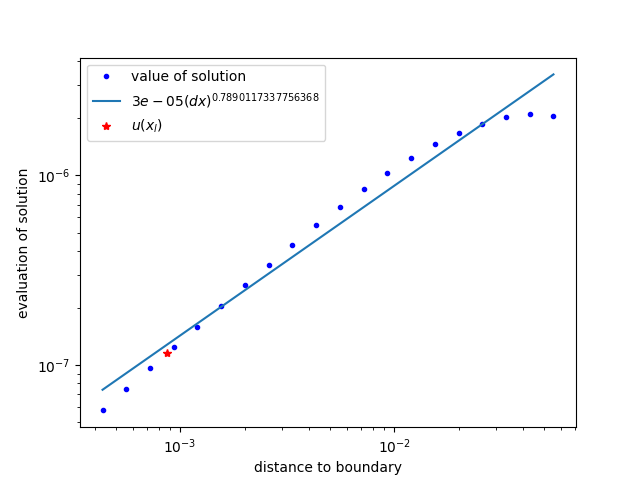 value of solution
3e − 05(dx)^0.7890117337756368
u(x_l)
evaluation of solution
10^−6
10^−7
10^−3
10^−2
distance to boundary